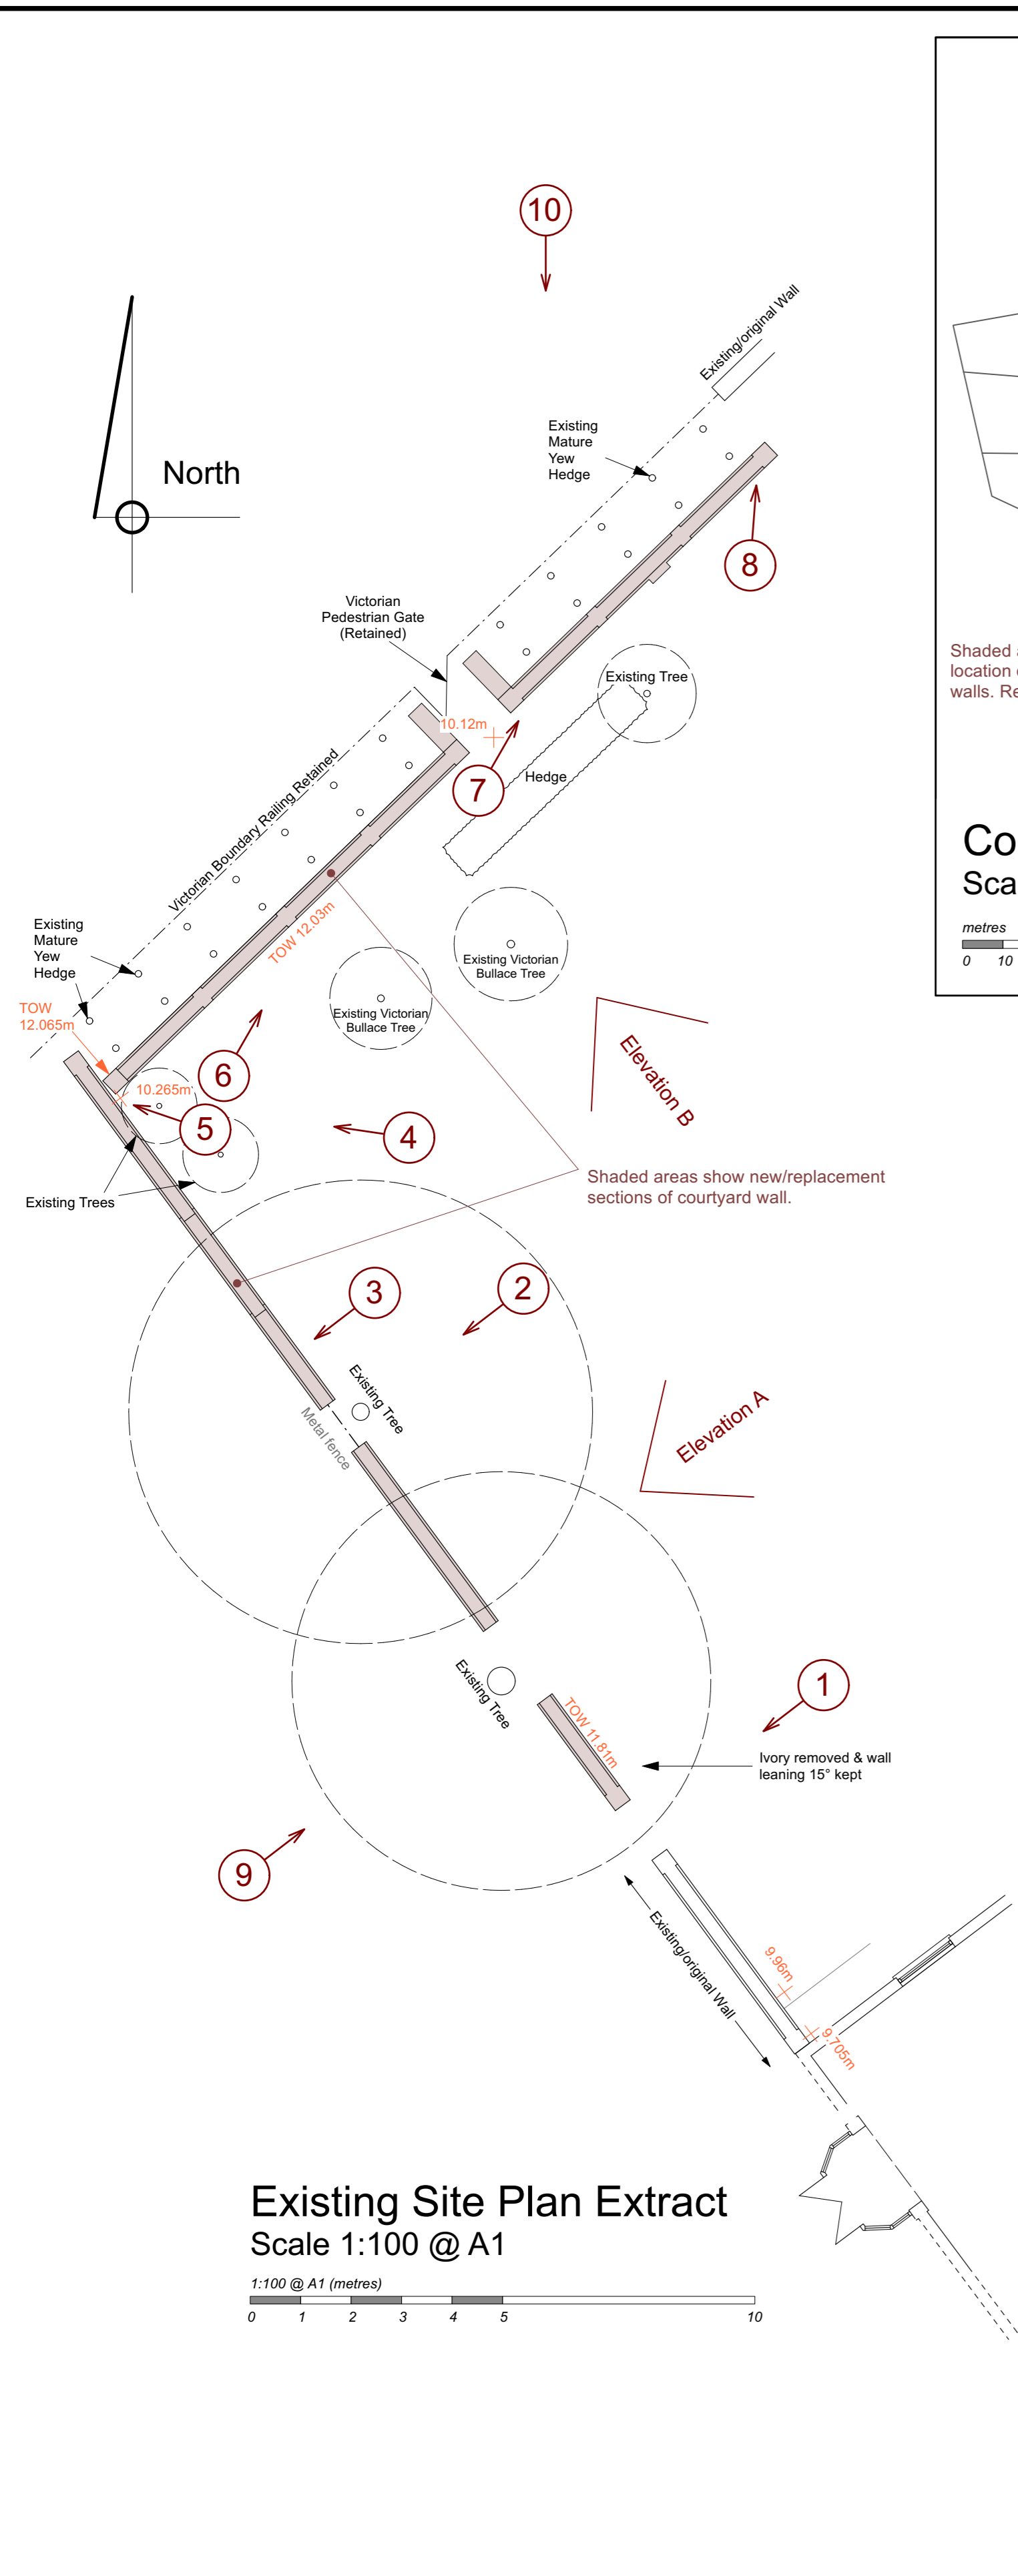 10
Existing/original Wall
Existing
Mature
Yew
Hedge
North
8
Victorian
Pedestrian Gate
(Retained)
Shaded
location
walls. Re
Existing Tree
10.12m
7
Hedge
Victorian Boundary Railing Retained
Co
Sca
metres
0 10
TOW 12.03m
Existing
Mature
Yew
Hedge
Existing Victorian
Bullace Tree
Existing Victorian
Bullace Tree
TOW
12.065m
6
Elevation B
10.265m
5
4
Existing Trees
Shaded areas show new/replacement
sections of courtyard wall.
3
2
Existing Tree
Metal fence
Elevation A
Existing Tree
1
TOW 11.81m
Ivory removed & wall
leaning 15° kept
9
Existing/original Wall
9.96m
9.705m
Existing Site Plan Extract
Scale 1:100 @ A1
1:100 @ A1 (metres)
0 1 2 3 4 5 10